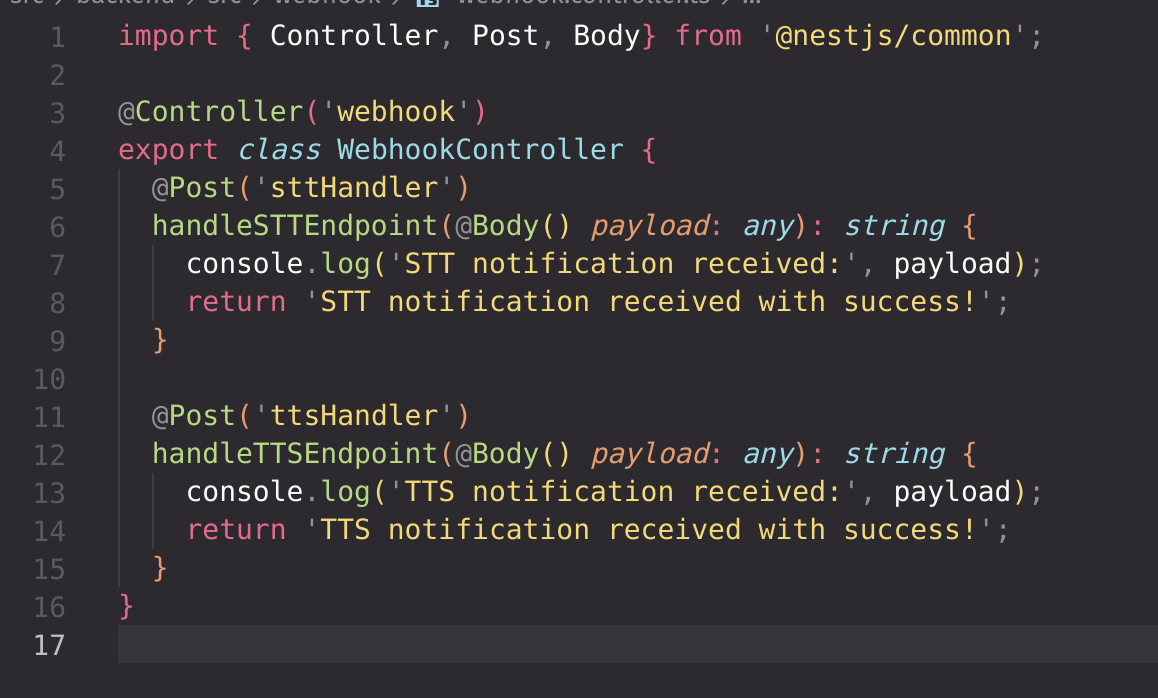 src > backend > src > webhook > webhook.controller.ts > ...
1 import { Controller, Post, Body} from '@nestjs/common';
2
3 @Controller('webhook')
4 export class WebhookController {
5   @Post('sttHandler')
6   handleSTTEndpoint(@Body() payload: any): string {
7     console.log('STT notification received:', payload);
8     return 'STT notification received with success!';
9   }
10
11   @Post('ttsHandler')
12   handleTTSEndpoint(@Body() payload: any): string {
13     console.log('TTS notification received:', payload);
14     return 'TTS notification received with success!';
15   }
16 }
17